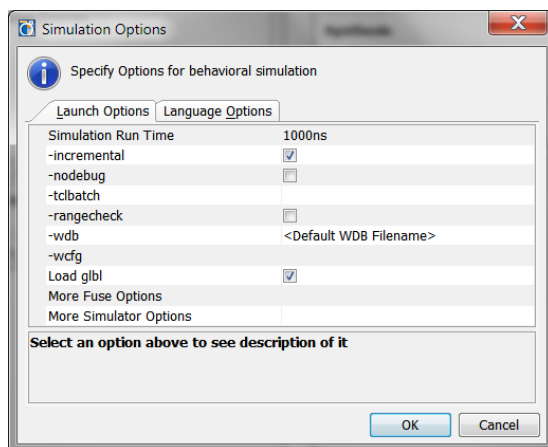 Simulation Options
Synthesis
Specify Options for behavioral simulation
Launch Options Language Options
Simulation Run Time 1000ns
-incremental
-nodebug
-tclbatch
-rangecheck
-wdb <Default WDB Filename>
-wcfg
Load glbl
More Fuse Options
More Simulator Options
Select an option above to see description of it
OK Cancel